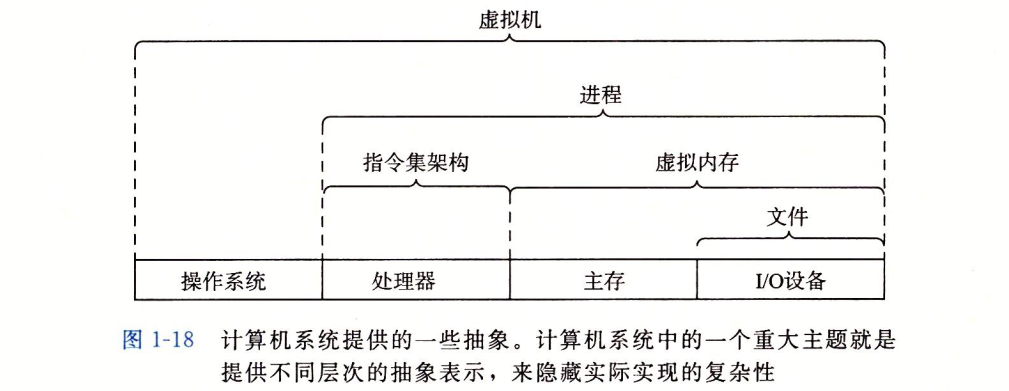 虚拟机
进程
指令集架构 虚拟内存
文件
操作系统 处理器 主存 I/O设备
图 1-18 计算机系统提供的一些抽象。计算机系统中的一个重大主题就是
提供不同层次的抽象表示，来隐藏实际实现的复杂性